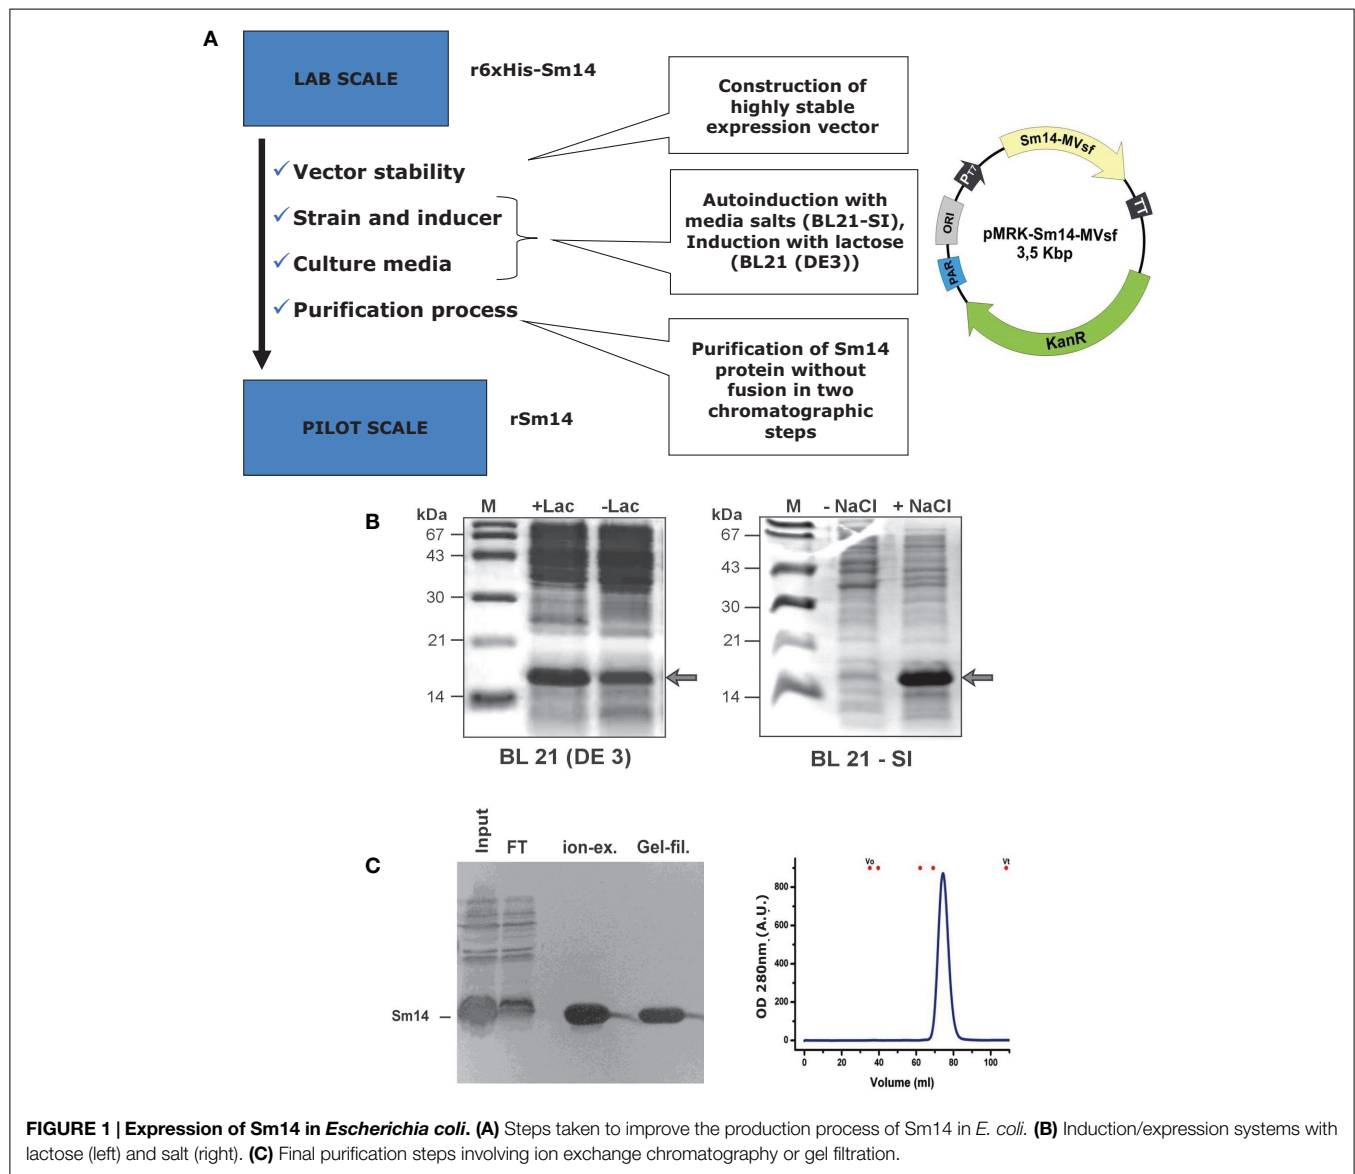 A
LAB SCALE
r6xHis-Sm14
Construction of
highly stable
expression vector
✓ Vector stability
✓ Strain and inducer
✓ Culture media
✓ Purification process
Autoinduction with
media salts (BL21-SI),
Induction with lactose
(BL21 (DE3))
Purification of Sm14
protein without
fusion in two
chromatographic
steps
PILOT SCALE
rSm14
Sm14-MVsf
PT7
TT
ORI
PAR
KanR
pMRK-Sm14-MVsf
3,5 Kbp
B
kDa
M +Lac -Lac
67
43
30
21
14
BL 21 (DE 3)
kDa
M - NaCl + NaCl
67
43
30
21
14
BL 21 - SI
C
Input FT ion-ex. Gel-fil.
Sm14
OD 280nm (A.U.)
800
600
400
200
0
Vo Vt
0 20 40 60 80 100
Volume (ml)
FIGURE 1 | Expression of Sm14 in Escherichia coli. (A) Steps taken to improve the production process of Sm14 in E. coli. (B) Induction/expression systems with
lactose (left) and salt (right). (C) Final purification steps involving ion exchange chromatography or gel filtration.